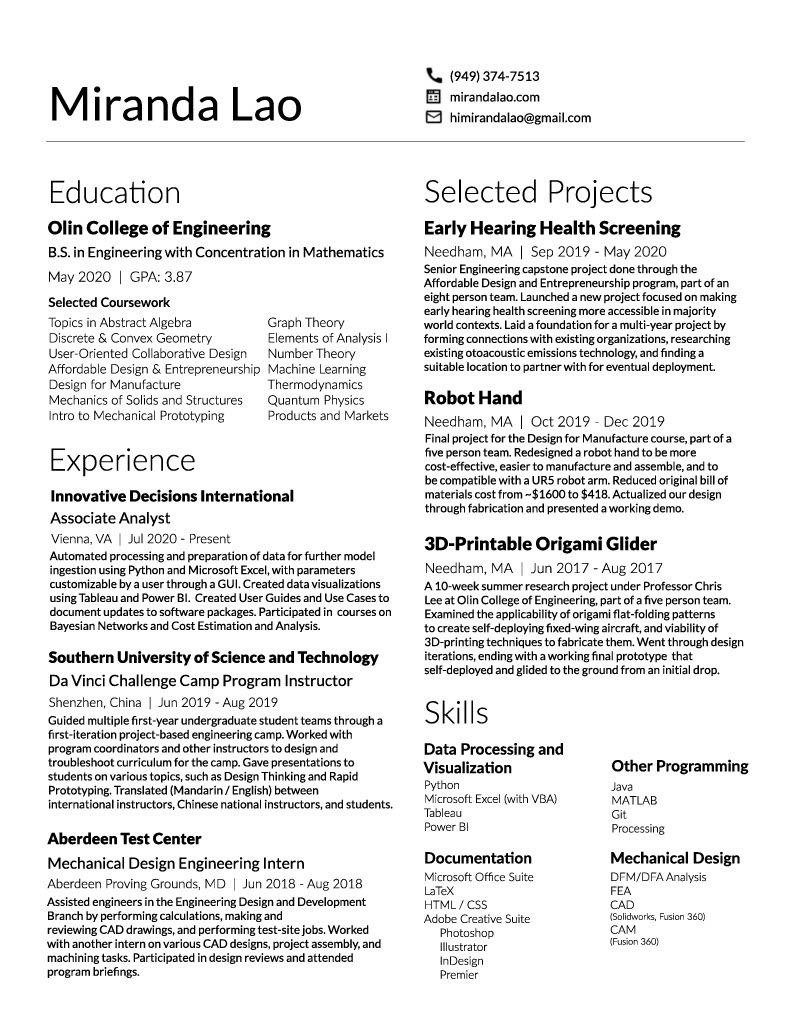 Miranda Lao
(949) 374-7513
mirandalao.com
himirandalao@gmail.com
Education
Olin College of Engineering
B.S. in Engineering with Concentration in Mathematics
May 2020 | GPA: 3.87
Selected Coursework
Topics in Abstract Algebra
Discrete & Convex Geometry
User-Oriented Collaborative Design
Affordable Design & Entrepreneurship
Design for Manufacture
Mechanics of Solids and Structures
Intro to Mechanical Prototyping
Graph Theory
Elements of Analysis I
Number Theory
Machine Learning
Thermodynamics
Quantum Physics
Products and Markets
Experience
Innovative Decisions International
Associate Analyst
Vienna, VA | Jul 2020 - Present
Automated processing and preparation of data for further model
ingestion using Python and Microsoft Excel, with parameters
customizable by a user through a GUI. Created data visualizations
using Tableau and Power BI. Created User Guides and Use Cases to
document updates to software packages. Participated in courses on
Bayesian Networks and Cost Estimation and Analysis.
Southern University of Science and Technology
Da Vinci Challenge Camp Program Instructor
Shenzhen, China | Jun 2019 - Aug 2019
Guided multiple first-year undergraduate student teams through a
first-iteration project-based engineering camp. Worked with
program coordinators and other instructors to design and
troubleshoot curriculum for the camp. Gave presentations to
students on various topics, such as Design Thinking and Rapid
Prototyping. Translated (Mandarin / English) between
international instructors, Chinese national instructors, and students.
Aberdeen Test Center
Mechanical Design Engineering Intern
Aberdeen Proving Grounds, MD | Jun 2018 - Aug 2018
Assisted engineers in the Engineering Design and Development
Branch by performing calculations, making and
reviewing CAD drawings, and performing test-site jobs. Worked
with another intern on various CAD designs, project assembly, and
machining tasks. Participated in design reviews and attended
program briefings.
Selected Projects
Early Hearing Health Screening
Needham, MA | Sep 2019 - May 2020
Senior Engineering capstone project done through the
Affordable Design and Entrepreneurship program, part of an
eight person team. Launched a new project focused on making
early hearing health screening more accessible in majority
world contexts. Laid a foundation for a multi-year project by
forming connections with existing organizations, researching
existing otoacoustic emissions technology, and finding a
suitable location to partner with for eventual deployment.
Robot Hand
Needham, MA | Oct 2019 - Dec 2019
Final project for the Design for Manufacture course, part of a
five person team. Redesigned a robot hand to be more
cost-effective, easier to manufacture and assemble, and to
be compatible with a UR5 robot arm. Reduced original bill of
materials cost from ~$1600 to $418. Actualized our design
through fabrication and presented a working demo.
3D-Printable Origami Glider
Needham, MA | Jun 2017 - Aug 2017
A 10-week summer research project under Professor Chris
Lee at Olin College of Engineering, part of a five person team.
Examined the applicability of origami flat-folding patterns
to create self-deploying fixed-wing aircraft, and viability of
3D-printing techniques to fabricate them. Went through design
iterations, ending with a working final prototype that
self-deployed and glided to the ground from an initial drop.
Skills
Data Processing and
Visualization
Python
Microsoft Excel (with VBA)
Tableau
Power BI
Other Programming
Java
MATLAB
Git
Processing
Documentation
Microsoft Office Suite
LaTeX
HTML / CSS
Adobe Creative Suite
Photoshop
Illustrator
InDesign
Premier
Mechanical Design
DFM/DFA Analysis
FEA
CAD
(Solidworks, Fusion 360)
CAM
(Fusion 360)